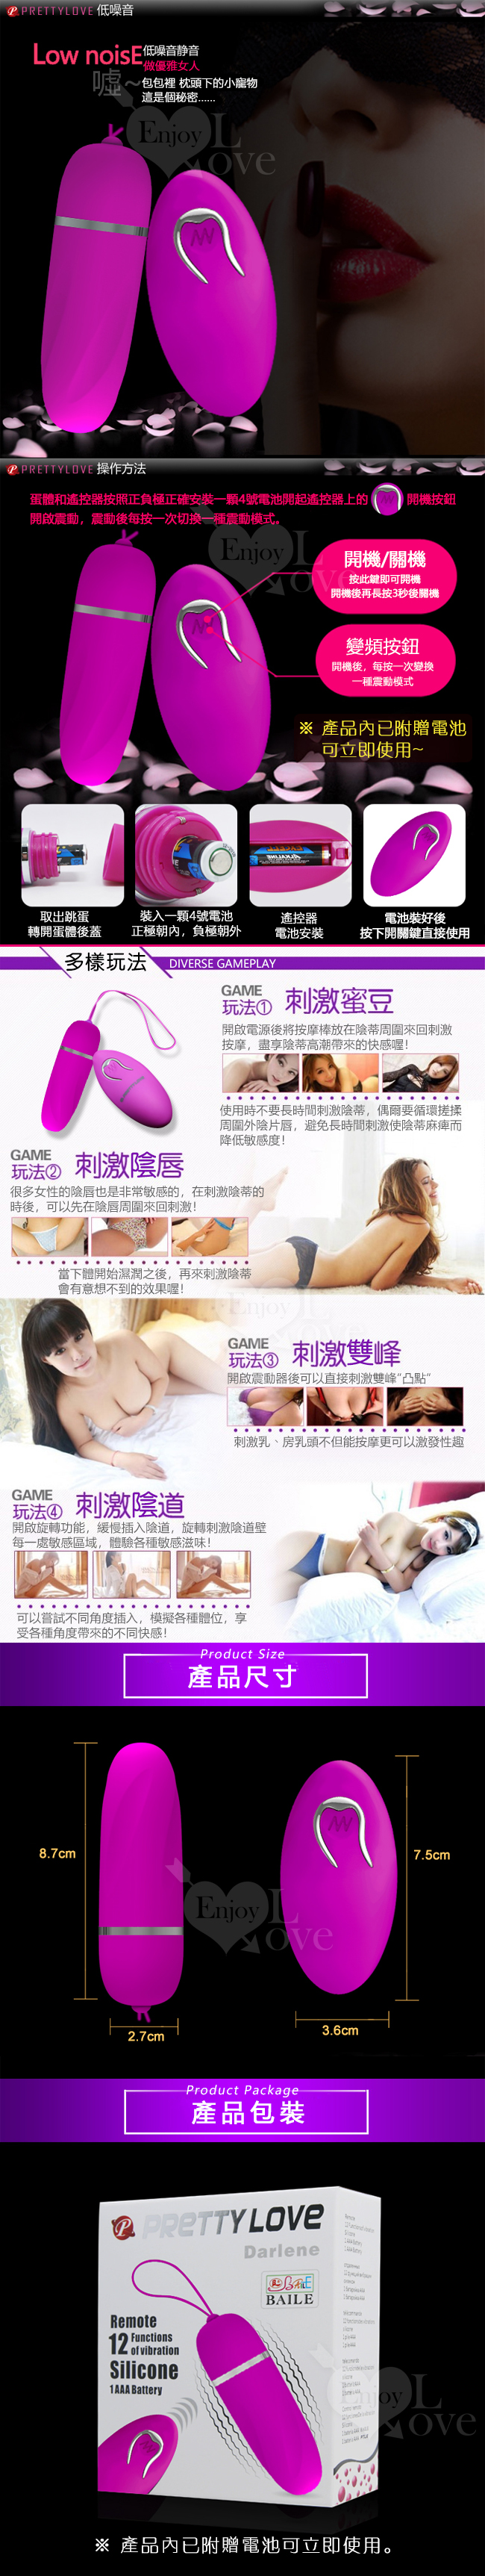 PRETTYLOVE 低噪音
Low noisE 低噪音静音
做優雅女人
噓~包包裡 枕頭下的小寵物
這是個秘密......
Enjoy Love
PRETTYLOVE 操作方法
蛋體和遙控器按照正負極正確安裝一顆4號電池開起遙控器上的 開機按鈕
開啟震動，震動後每按一次切換一種震動模式。
Enjoy Love
開機/關機
按此鍵即可開機
開機後再長按3秒後關機
變頻按鈕
開機後，每按一次變換
一種震動模式
※ 產品內已附贈電池
可立即使用~
取出跳蛋
轉開蛋體後蓋
裝入一顆4號電池
正極朝內，負極朝外
遙控器
電池安裝
電池裝好後
按下開關鍵直接使用
多樣玩法 DIVERSE GAMEPLAY
GAME
玩法① 刺激蜜豆
開啟電源後將按摩棒放在陰蒂周圍來回刺激
按摩，盡享陰蒂高潮帶來的快感喔！
使用時不要長時間刺激陰蒂，偶爾要循環搓揉
周圍外陰片唇，避免長時間刺激使陰蒂麻痺而
降低敏感度！
GAME
玩法② 刺激陰唇
很多女性的陰唇也是非常敏感的，在刺激陰蒂的
時後，可以先在陰唇周圍來回刺激！
當下體開始濕潤之後，再來刺激陰蒂
會有意想不到的效果喔！
Enjoy L
GAME
玩法③ 刺激雙峰
開啟震動器後可以直接刺激雙峰"凸點"
刺激乳、房乳頭不但能按摩更可以激發性趣
GAME
玩法④ 刺激陰道
開啟旋轉功能，緩慢插入陰道，旋轉刺激陰道壁
每一處敏感區域，體驗各種敏感滋味！
可以嘗試不同角度插入，模擬各種體位，享
受各種角度帶來的不同快感！
Product Size
產品尺寸
8.7cm
7.5cm
Enjoy Love
2.7cm
3.6cm
Product Package
產品包裝
PRETTYLOVE
Darlene
BAILE
Remote
12 Functions of vibration
Silicone
1 AAA Battery
Enjoy Love
※ 產品內已附贈電池可立即使用。